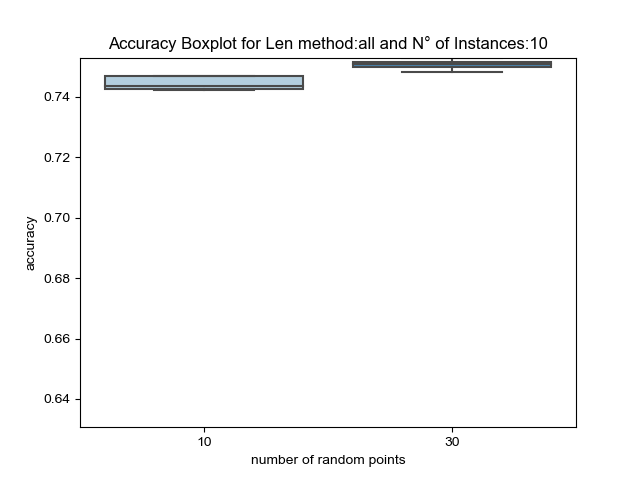 Accuracy Boxplot for Len method:all and N° of Instances:10
accuracy
0.74
0.72
0.70
0.68
0.66
0.64
10 30
number of random points